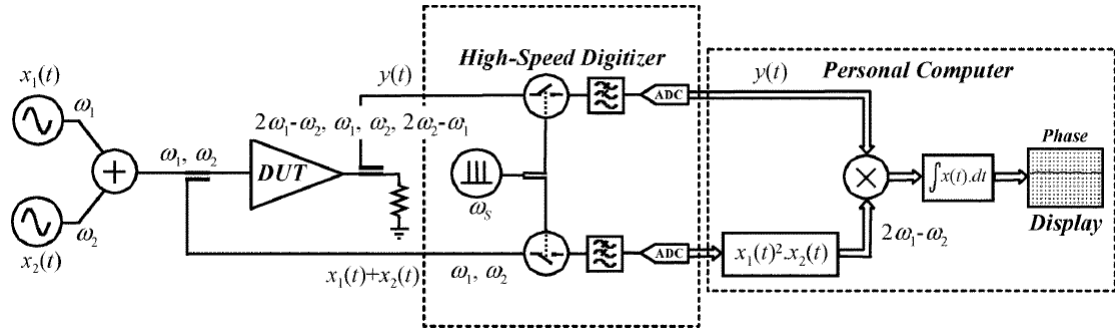 x₁(t)
ω₁
x₂(t)
ω₂
ω₁, ω₂
DUT
y(t)
2ω₁-ω₂, ω₁, ω₂, 2ω₂-ω₁
x₁(t)+x₂(t)
ω₁, ω₂
High-Speed Digitizer
ωS
ADC
ADC
Personal Computer
y(t)
x₁(t)².x₂(t)
2ω₁-ω₂
∫x(t).dt
Phase
Display